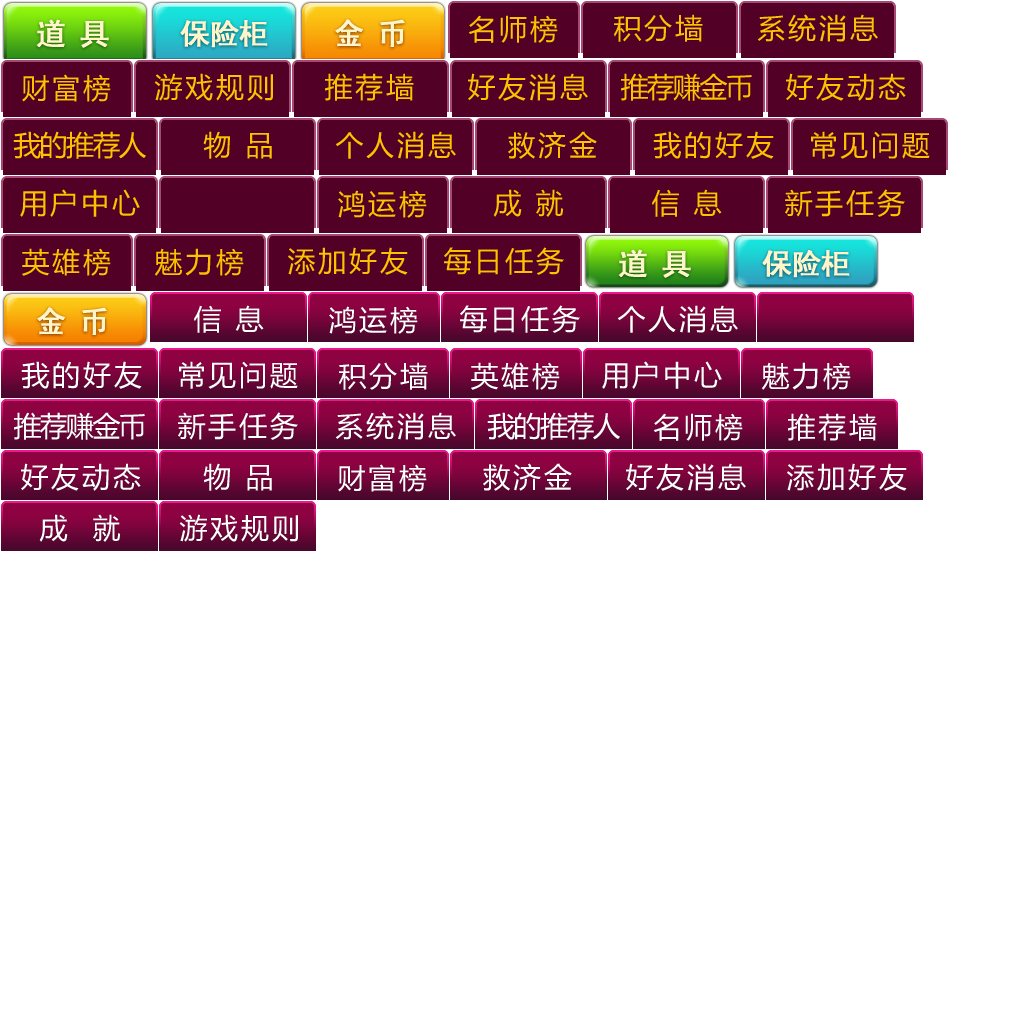 道 具 保险柜 金 币 名师榜 积分墙 系统消息
财富榜 游戏规则 推荐墙 好友消息 推荐赚金币 好友动态
我的推荐人 物 品 个人消息 救济金 我的好友 常见问题
用户中心 鸿运榜 成 就 信 息 新手任务
英雄榜 魅力榜 添加好友 每日任务 道 具 保险柜
金 币 信 息 鸿运榜 每日任务 个人消息
我的好友 常见问题 积分墙 英雄榜 用户中心 魅力榜
推荐赚金币 新手任务 系统消息 我的推荐人 名师榜 推荐墙
好友动态 物 品 财富榜 救济金 好友消息 添加好友
成 就 游戏规则